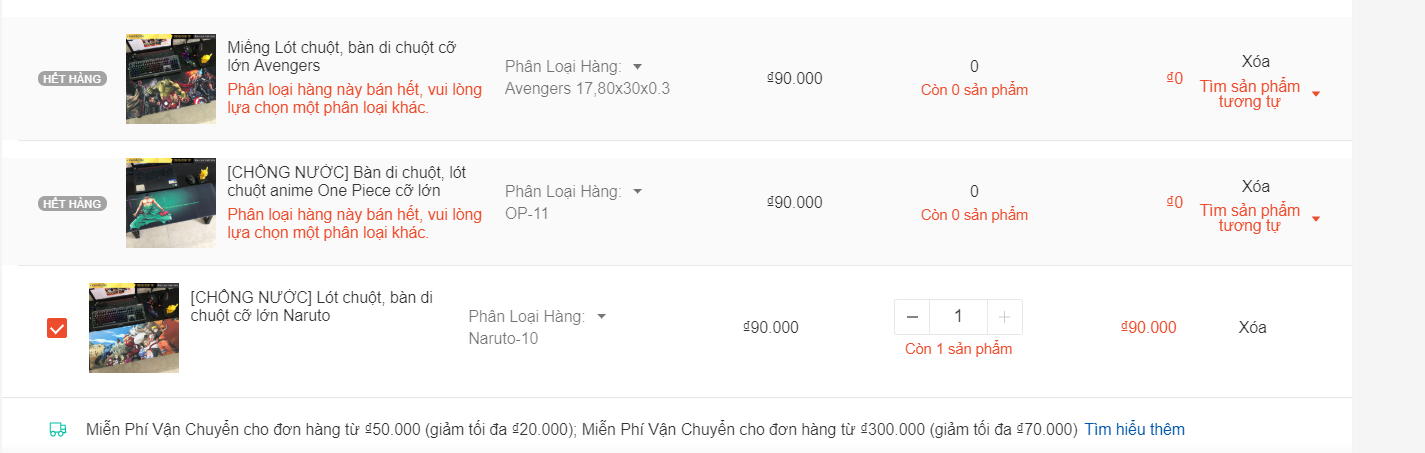 HẾT HÀNG
Miếng Lót chuột, bàn di chuột cỡ
lớn Avengers
Phân loại hàng này bán hết, vui lòng
lựa chọn một phân loại khác.
Phân Loại Hàng:
Avengers 17,80x30x0.3
₫90.000
0
Còn 0 sản phẩm
₫0
Xóa
Tìm sản phẩm
tương tự
HẾT HÀNG
[CHỐNG NƯỚC] Bàn di chuột, lót
chuột anime One Piece cỡ lớn
Phân loại hàng này bán hết, vui lòng
lựa chọn một phân loại khác.
Phân Loại Hàng:
OP-11
₫90.000
0
Còn 0 sản phẩm
₫0
Xóa
Tìm sản phẩm
tương tự
[CHỐNG NƯỚC] Lót chuột, bàn di
chuột cỡ lớn Naruto
Phân Loại Hàng:
Naruto-10
₫90.000
1
Còn 1 sản phẩm
₫90.000
Xóa
Miễn Phí Vận Chuyển cho đơn hàng từ ₫50.000 (giảm tối đa ₫20.000); Miễn Phí Vận Chuyển cho đơn hàng từ ₫300.000 (giảm tối đa ₫70.000) Tìm hiểu thêm